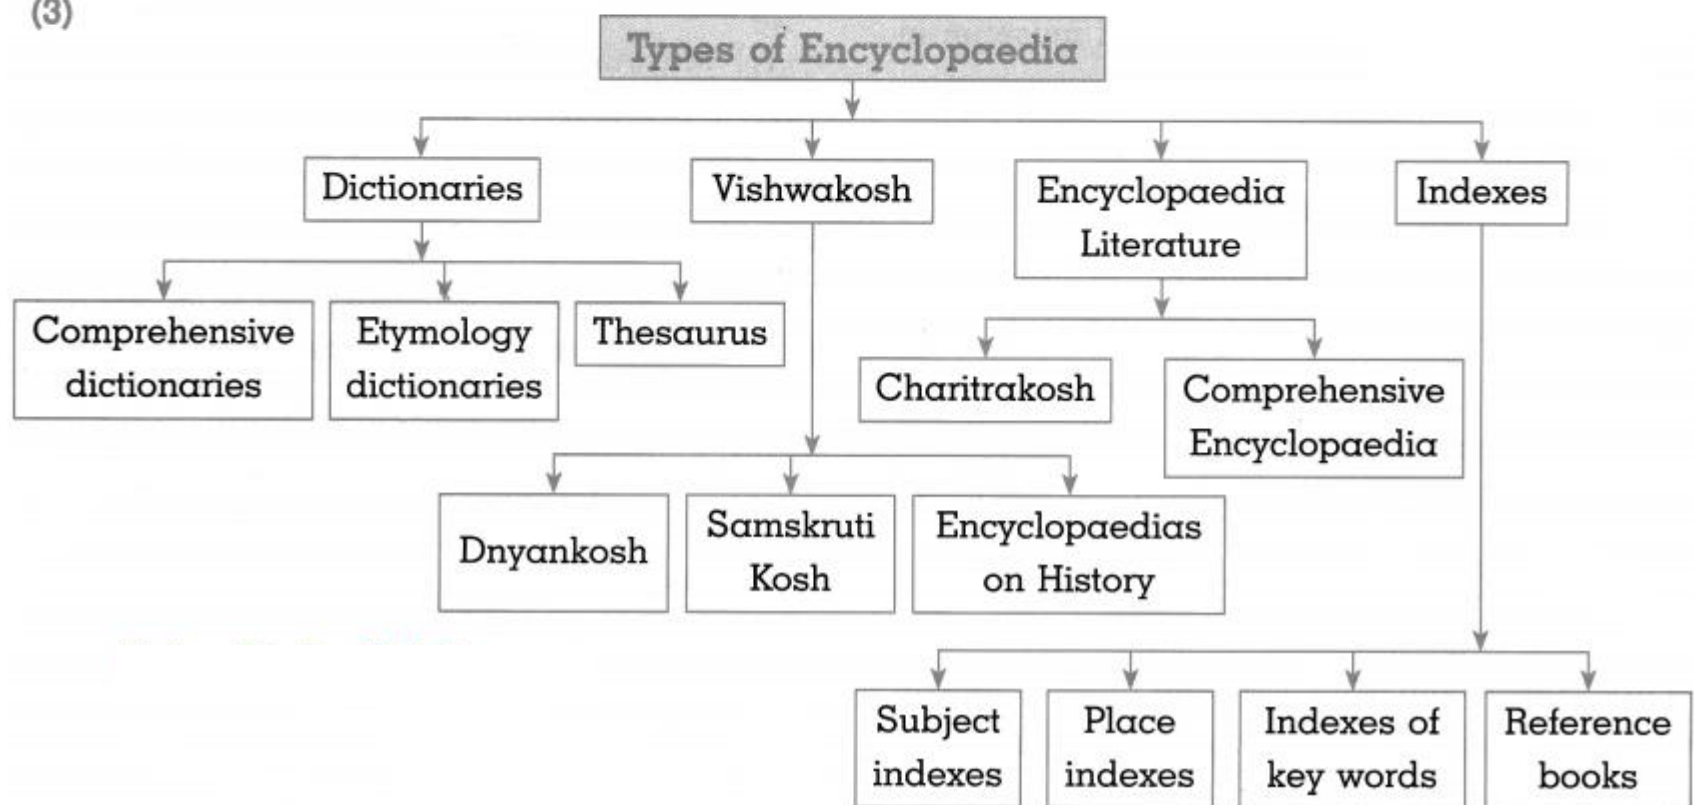 (3)
Types of Encyclopaedia
Dictionaries
Vishwakosh
Encyclopaedia
Literature
Indexes
Comprehensive
dictionaries
Etymology
dictionaries
Thesaurus
Charitrakosh
Comprehensive
Encyclopaedia
Dnyankosh
Samskruti
Kosh
Encyclopaedias
on History
Subject
indexes
Place
indexes
Indexes of
key words
Reference
books